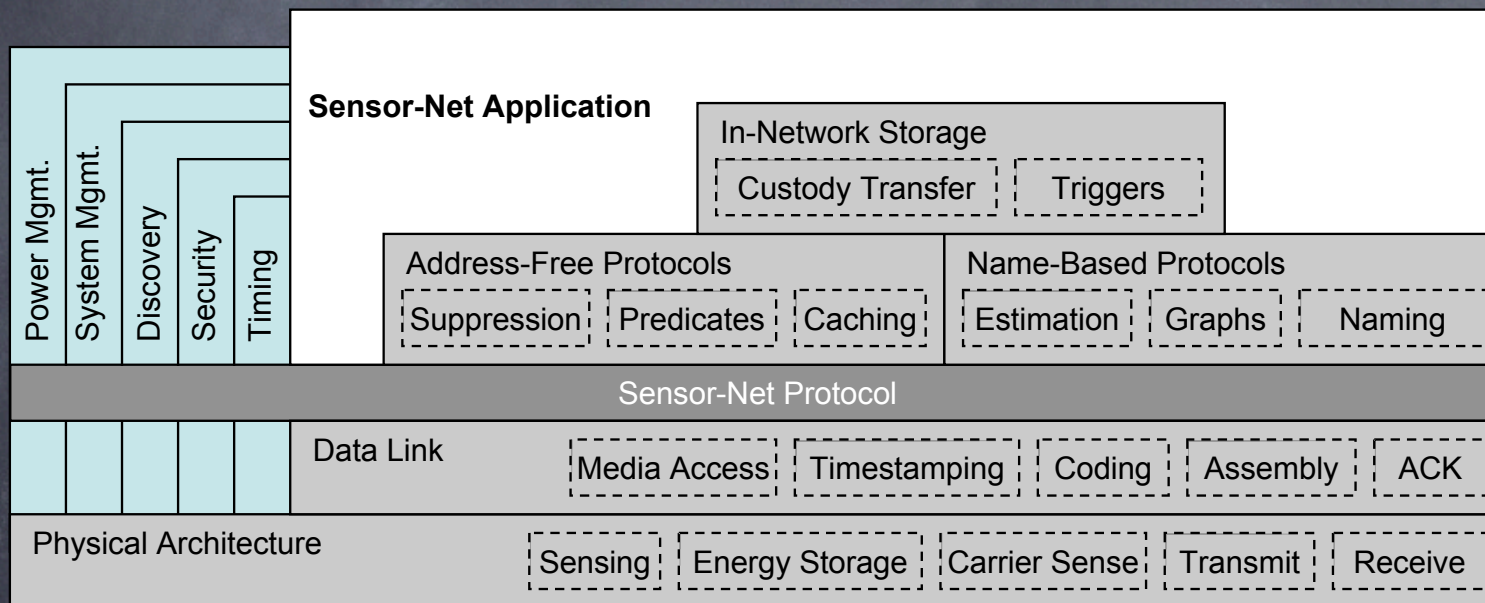 Power Mgmt.
System Mgmt.
Discovery
Security
Timing
Sensor-Net Application
In-Network Storage
Custody Transfer Triggers
Address-Free Protocols
Suppression Predicates Caching
Name-Based Protocols
Estimation Graphs Naming
Sensor-Net Protocol
Data Link
Media Access Timestamping Coding Assembly ACK
Physical Architecture
Sensing Energy Storage Carrier Sense Transmit Receive